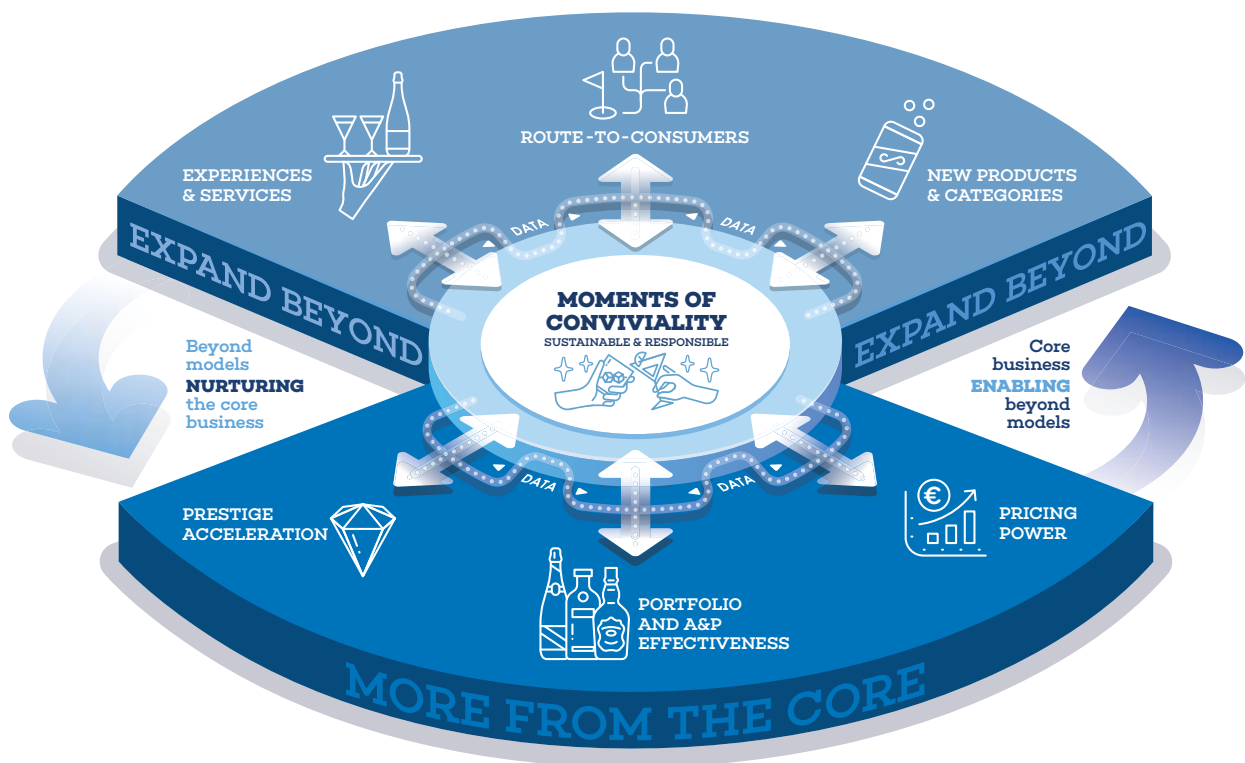 ROUTE-TO-CONSUMERS
EXPERIENCES
& SERVICES
NEW PRODUCTS
& CATEGORIES
DATA
DATA
EXPAND BEYOND
EXPAND BEYOND
MOMENTS OF
CONVIVIALITY
SUSTAINABLE & RESPONSIBLE
Beyond
models
NURTURING
the core
business
Core
business
ENABLING
beyond
models
DATA
DATA
PRESTIGE
ACCELERATION
€
PRICING
POWER
PORTFOLIO
AND A&P
EFFECTIVENESS
MORE FROM THE CORE